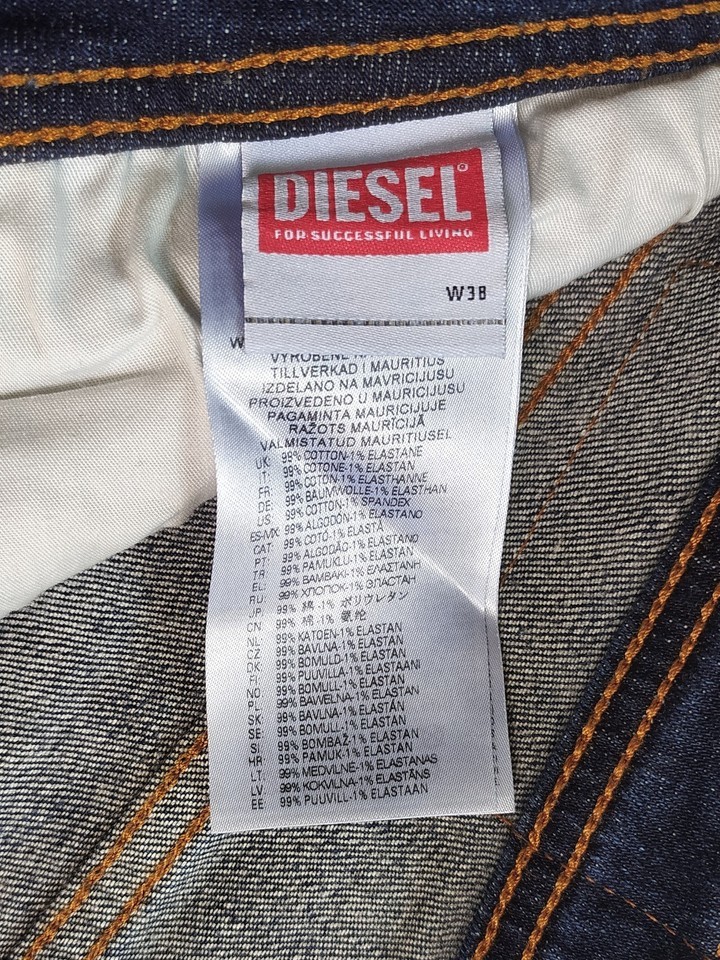 DIESEL
FOR SUCCESSFUL LIVING
W38
W
VYROBENE
TILLVERKAD I MAURITIUS
IZDELANO NA MAVRICIJUSU
PROIZVEDENO U MAURICIJUSU
PAGAMINTA MAURICIJUJE
RAŽOTS MAURĪCIJĀ
VALMISTATUD MAURITIUSEL
UK: 99% COTTON-1% ELASTANE
IT: 99% COTONE-1% ELASTAN
FR: 99% COTON-1% ELASTHANNE
DE: 99% BAUMWOLLE-1% ELASTHAN
US: 99% COTTON-1% SPANDEX
ES-MX: 99% ALGODÓN-1% ELASTANO
CAT: 99% COTÓ-1% ELASTÀ
PT: 99% ALGODÃO-1% ELASTANO
TR: 99% PAMUKLU-1% ELASTAN
EL: 99% ΒΑΜΒΑΚΙ-1% ΕΛΑΣΤΑΝΗ
RU: 99% ХЛОПОК-1% ЭЛАСТАН
JP: 99% 綿-1% ポリウレタン
CN: 99% 棉-1% 氨纶
NL: 99% KATOEN-1% ELASTAN
CZ: 99% BAVLNA-1% ELASTAN
DK: 99% BOMULD-1% ELASTAN
FI: 99% PUUVILLA-1% ELASTAANI
NO: 99% BOMULL-1% ELASTAN
PL: 99% BAWEŁNA-1% ELASTAN
SK: 99% BAVLNA-1% ELASTÁN
SE: 99% BOMULL-1% ELASTAN
SI: 99% BOMBAŽ-1% ELASTAN
HR: 99% PAMUK-1% ELASTAN
LT: 99% MEDVILNĖ-1% ELASTANAS
LV: 99% KOKVILNA-1% ELASTĀNS
EE: 99% PUUVILL-1% ELASTAAN